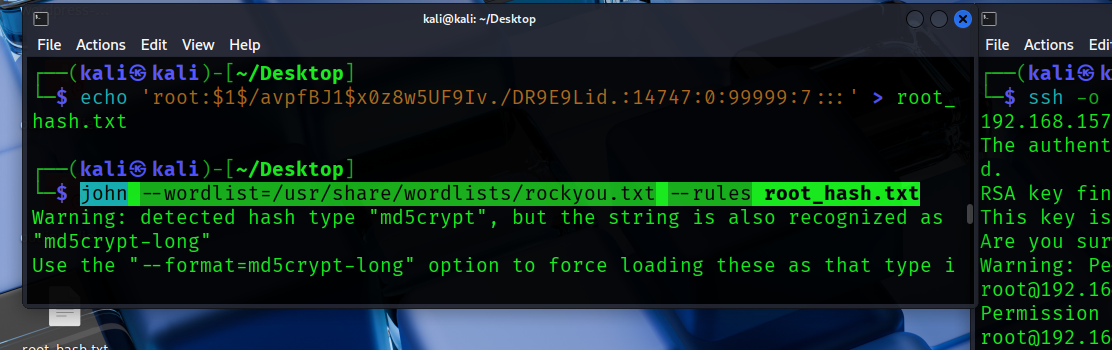 kali@kali: ~/Desktop
File Actions Edit View Help
┌──(kali㉿kali)-[~/Desktop]
└─$ echo 'root:$1$/avpfBJ1$x0z8w5UF9Iv./DR9E9Lid.:14747:0:99999:7:::' > root_
hash.txt
┌──(kali㉿kali)-[~/Desktop]
└─$ john --wordlist=/usr/share/wordlists/rockyou.txt --rules root_hash.txt
Warning: detected hash type "md5crypt", but the string is also recognized as
"md5crypt-long"
Use the "--format=md5crypt-long" option to force loading these as that type i
File Actions Edi
┌──(kali
└─$ ssh -o
192.168.157
The authent
d.
RSA key fin
This key is
Are you sur
Warning: Pe
root@192.16
Permission
root@192.16
root_hash.txt